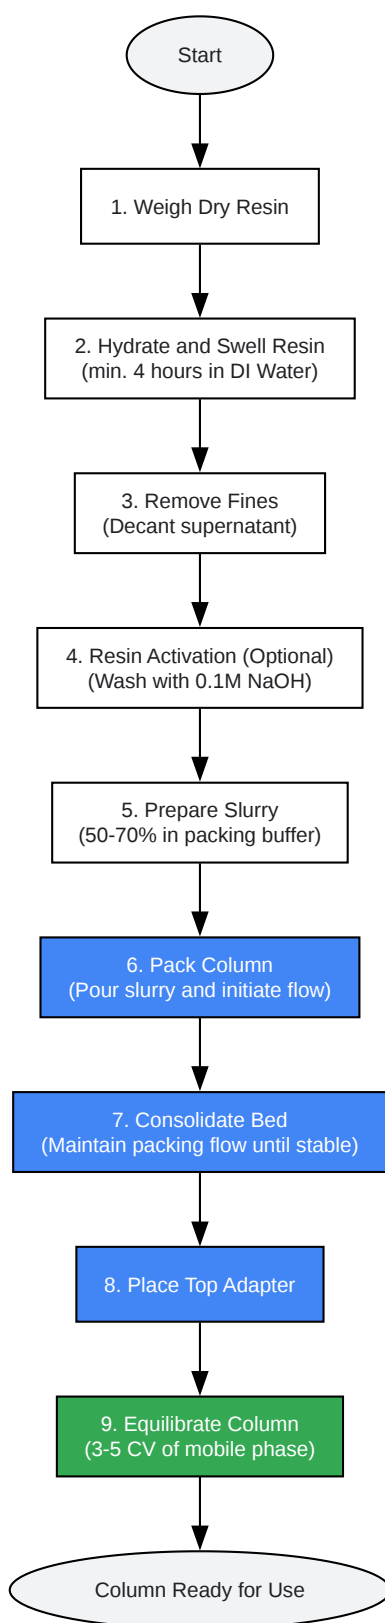 Start
1. Weigh Dry Resin
2. Hydrate and Swell Resin
(min. 4 hours in DI Water)
3. Remove Fines
(Decant supernatant)
4. Resin Activation (Optional)
(Wash with 0.1M NaOH)
5. Prepare Slurry
(50-70% in packing buffer)
6. Pack Column
(Pour slurry and initiate flow)
7. Consolidate Bed
(Maintain packing flow until stable)
8. Place Top Adapter
9. Equilibrate Column
(3-5 CV of mobile phase)
Column Ready for Use